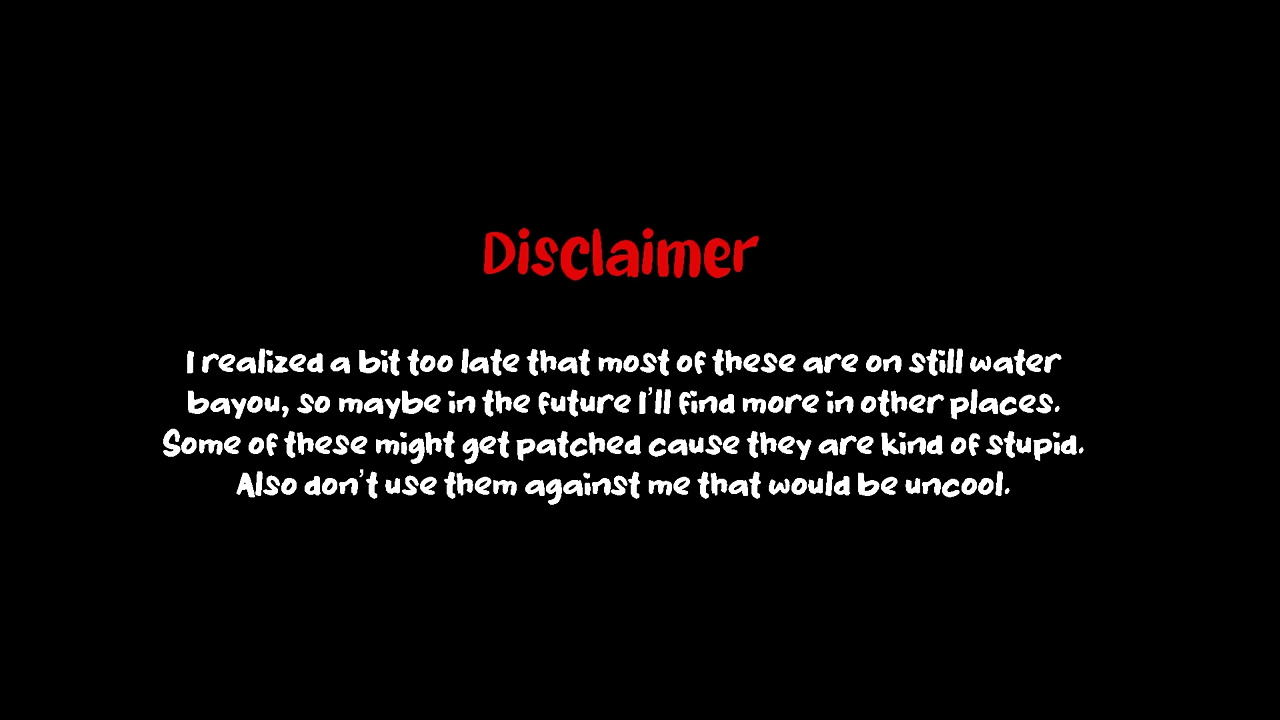 Disclaimer
I realized a bit too late that most of these are on still water
bayou, so maybe in the future I'll find more in other places.
Some of these might get patched cause they are kind of stupid.
Also don't use them against me that would be uncool.